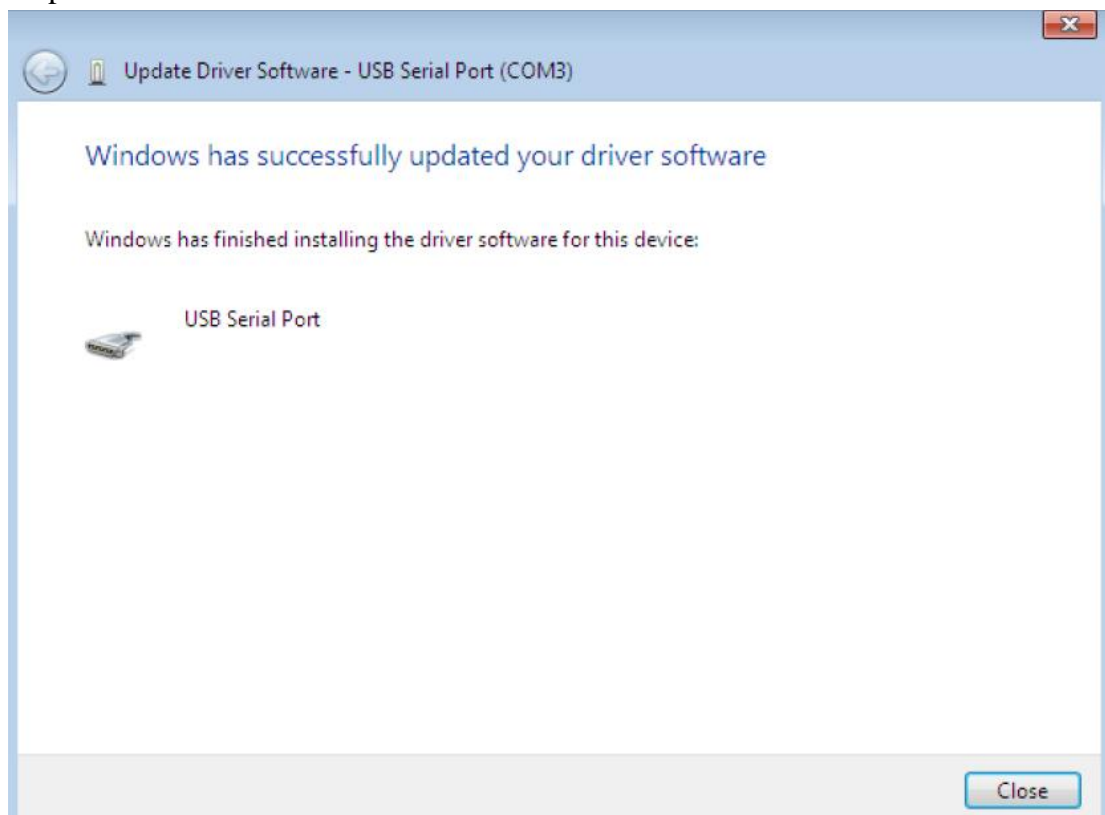 Update Driver Software - USB Serial Port (COM3)
Windows has successfully updated your driver software
Windows has finished installing the driver software for this device:
USB Serial Port
Close